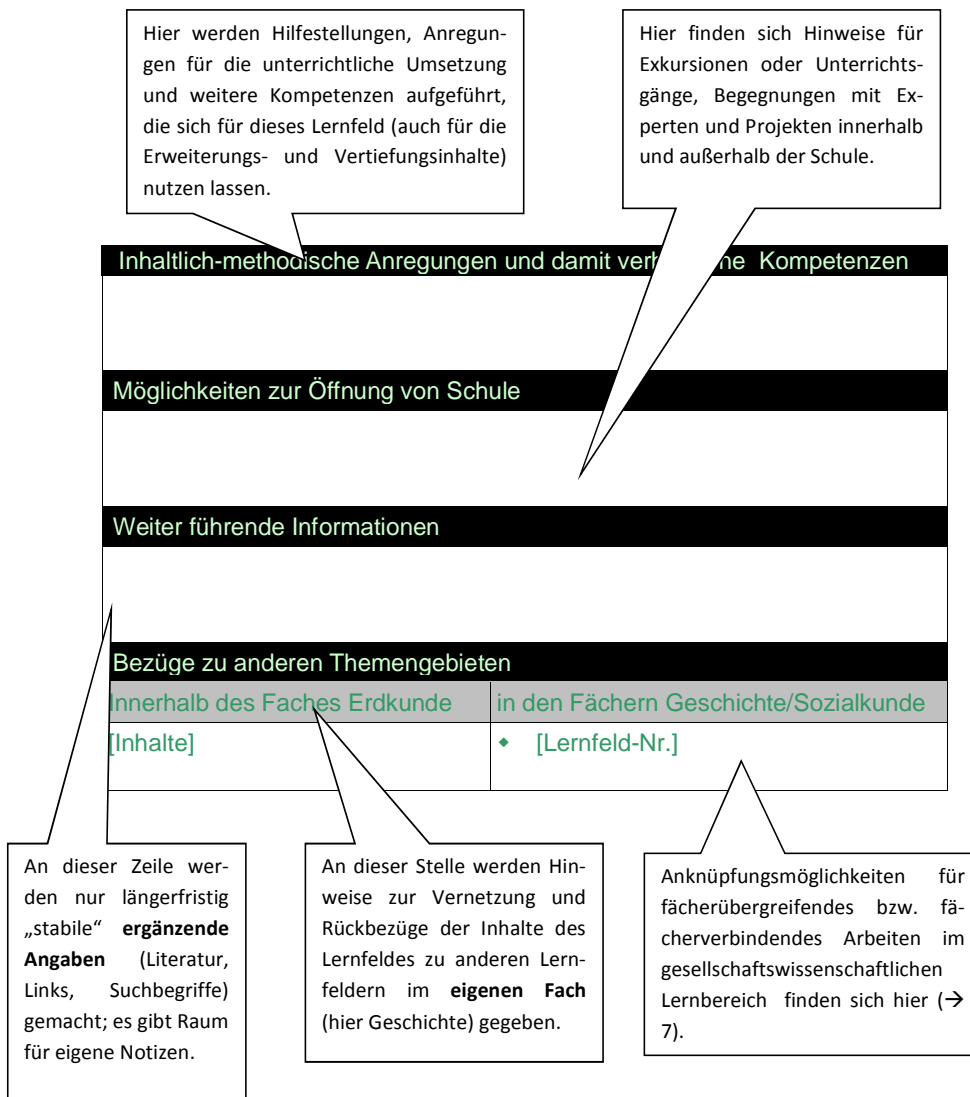 Hier werden Hilfestellungen, Anregun-
gen für die unterrichtliche Umsetzung
und weitere Kompetenzen aufgeführt,
die sich für dieses Lernfeld (auch für die
Erweiterungs- und Vertiefungsinhalte)
nutzen lassen.
Hier finden sich Hinweise für
Exkursionen oder Unterrichts-
gänge, Begegnungen mit Ex-
perten und Projekten innerhalb
und außerhalb der Schule.
Inhaltlich-methodische Anregungen und damit Kompetenzen
Möglichkeiten zur Öffnung von Schule
Weiter führende Informationen
Bezüge zu anderen Themengebieten
Innerhalb des Faches Erdkunde
in den Fächern Geschichte/Sozialkunde
[Inhalte]
◆ [Lernfeld-Nr.]
An dieser Zeile wer-
den nur längerfristig
„stabile“ ergänzende
Angaben (Literatur,
Links, Suchbegriffe)
gemacht; es gibt Raum
für eigene Notizen.
An dieser Stelle werden Hin-
weise zur Vernetzung und
Rückbezüge der Inhalte des
Lernfeldes zu anderen Lern-
feldern im eigenen Fach
(hier Geschichte) gegeben.
Anknüpfungsmöglichkeiten für
fächerübergreifendes bzw. fä-
cherverbindendes Arbeiten im
gesellschaftswissenschaftlichen
Lernbereich finden sich hier (→
7).